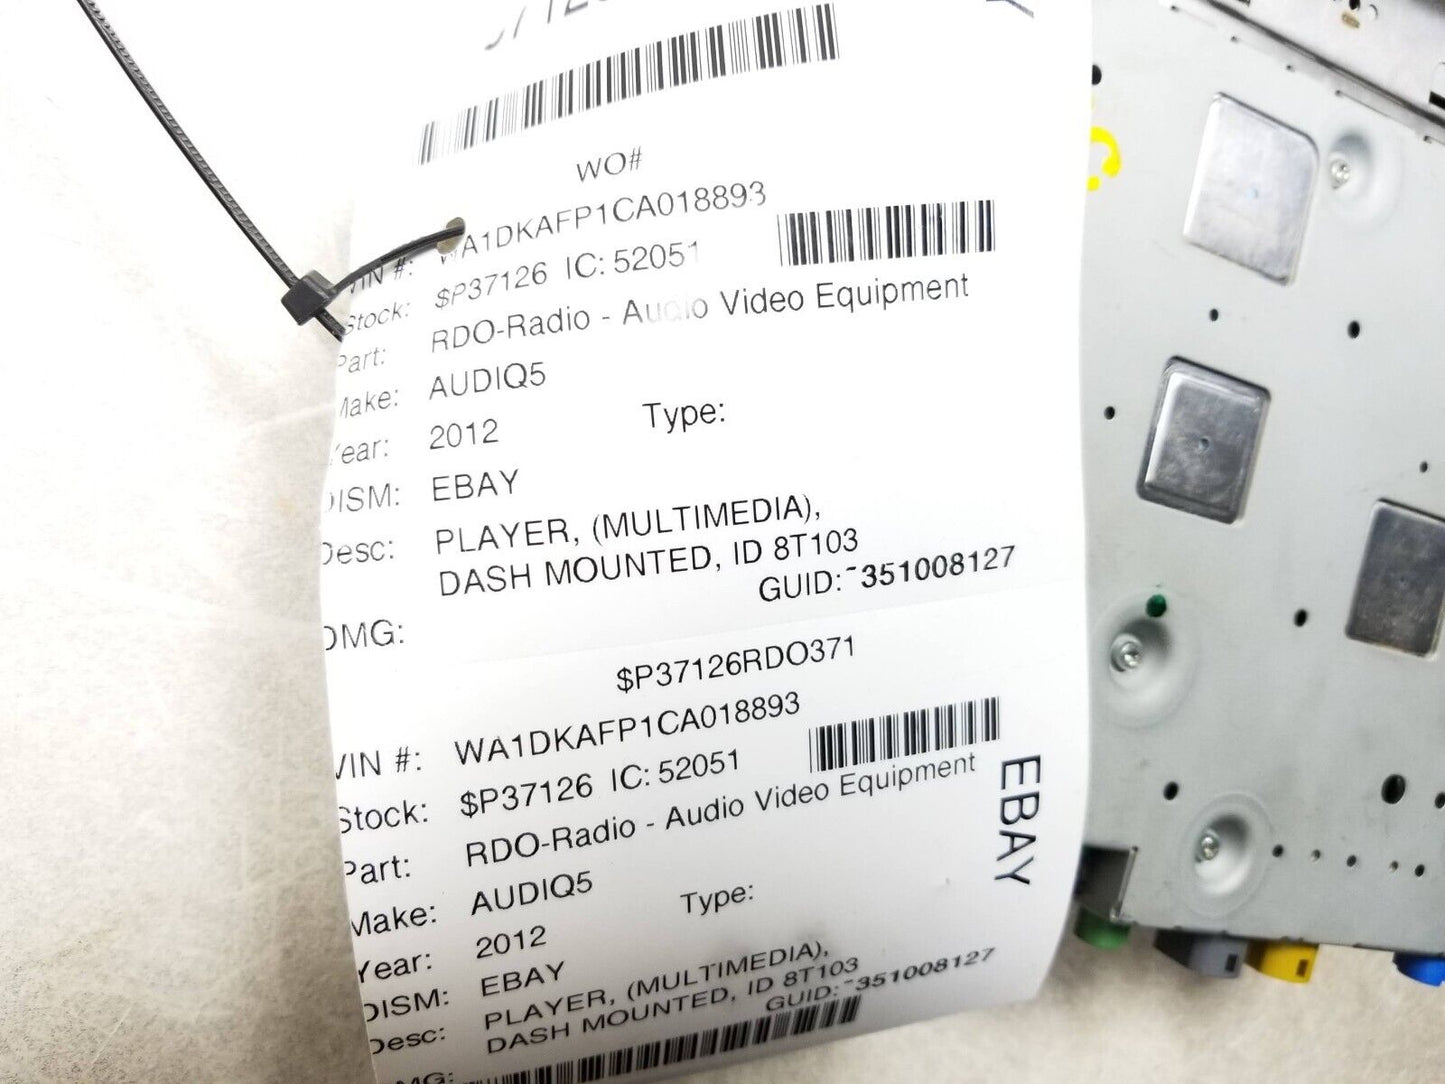 WO#
WA1DKAFP1CA018893
Stock: $P37126 IC: 52051
Part: RDO-Radio - Audio Video Equipment
Make: AUDIQ5
Year: 2012 Type:
DISM: EBAY
Desc: PLAYER, (MULTIMEDIA),
DASH MOUNTED, ID 8T103
GUID:-351008127
DMG:
$P37126RDO371
VIN #: WA1DKAFP1CA018893
Stock: $P37126 IC: 52051
Part: RDO-Radio - Audio Video Equipment
EBAY
Make: AUDIQ5
Year: 2012 Type:
DISM: EBAY
Desc: PLAYER, (MULTIMEDIA),
DASH MOUNTED, ID 8T103
GUID:-351008127